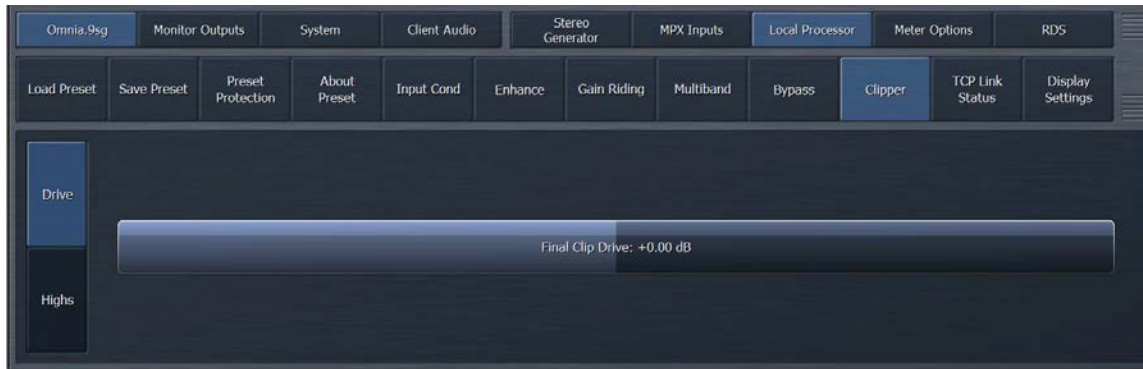 Omnia.9sg Monitor Outputs System Client Audio Stereo Generator MPX Inputs Local Processor Meter Options RDS
Load Preset Save Preset Preset Protection About Preset Input Cond Enhance Gain Riding Multiband Bypass Clipper TCP Link Status Display Settings
Drive
Final Clip Drive: +0.00 dB
Highs